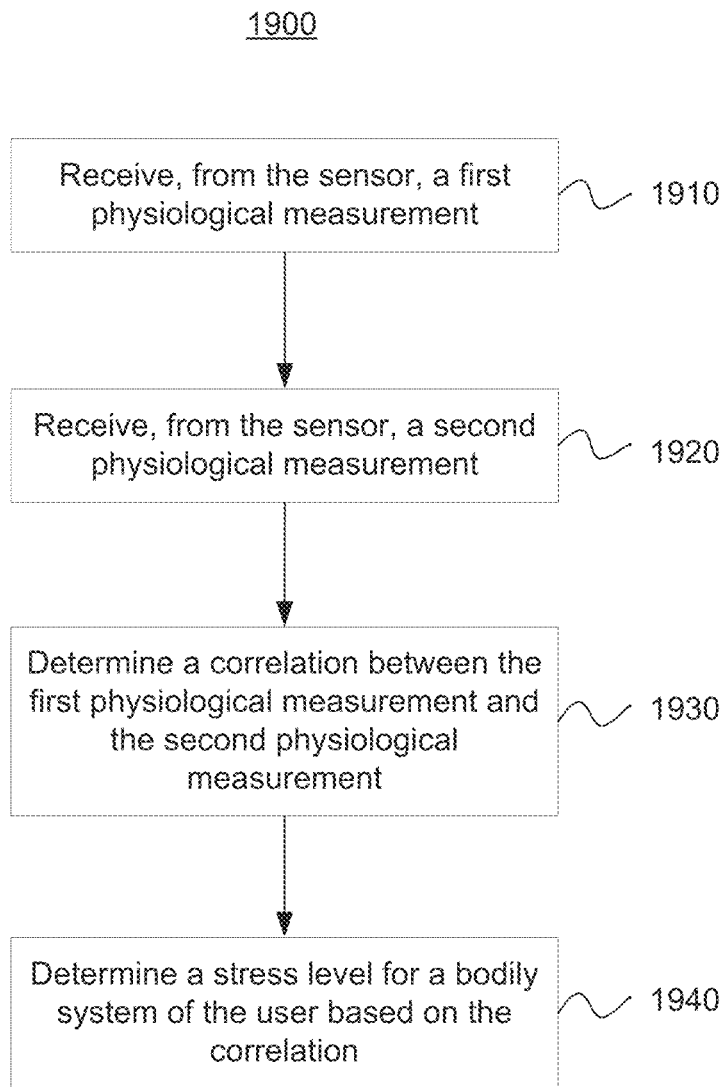 1900
Receive, from the sensor, a first
physiological measurement
1910
Receive, from the sensor, a second
physiological measurement
1920
Determine a correlation between the
first physiological measurement and
the second physiological
measurement
1930
Determine a stress level for a bodily
system of the user based on the
correlation
1940